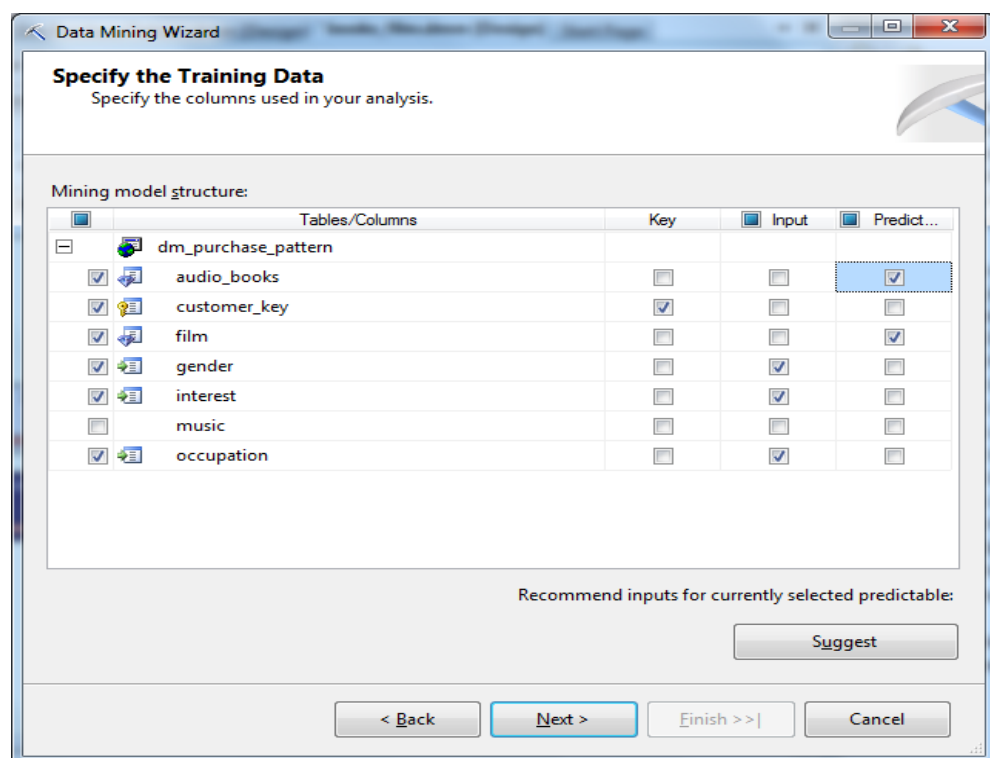 Data Mining Wizard
Specify the Training Data
Specify the columns used in your analysis.
Mining model structure:
Tables/Columns Key Input Predict...
dm_purchase_pattern
audio_books
customer_key
film
gender
interest
music
occupation
Recommend inputs for currently selected predictable:
Suggest
< Back Next > Finish >>| Cancel